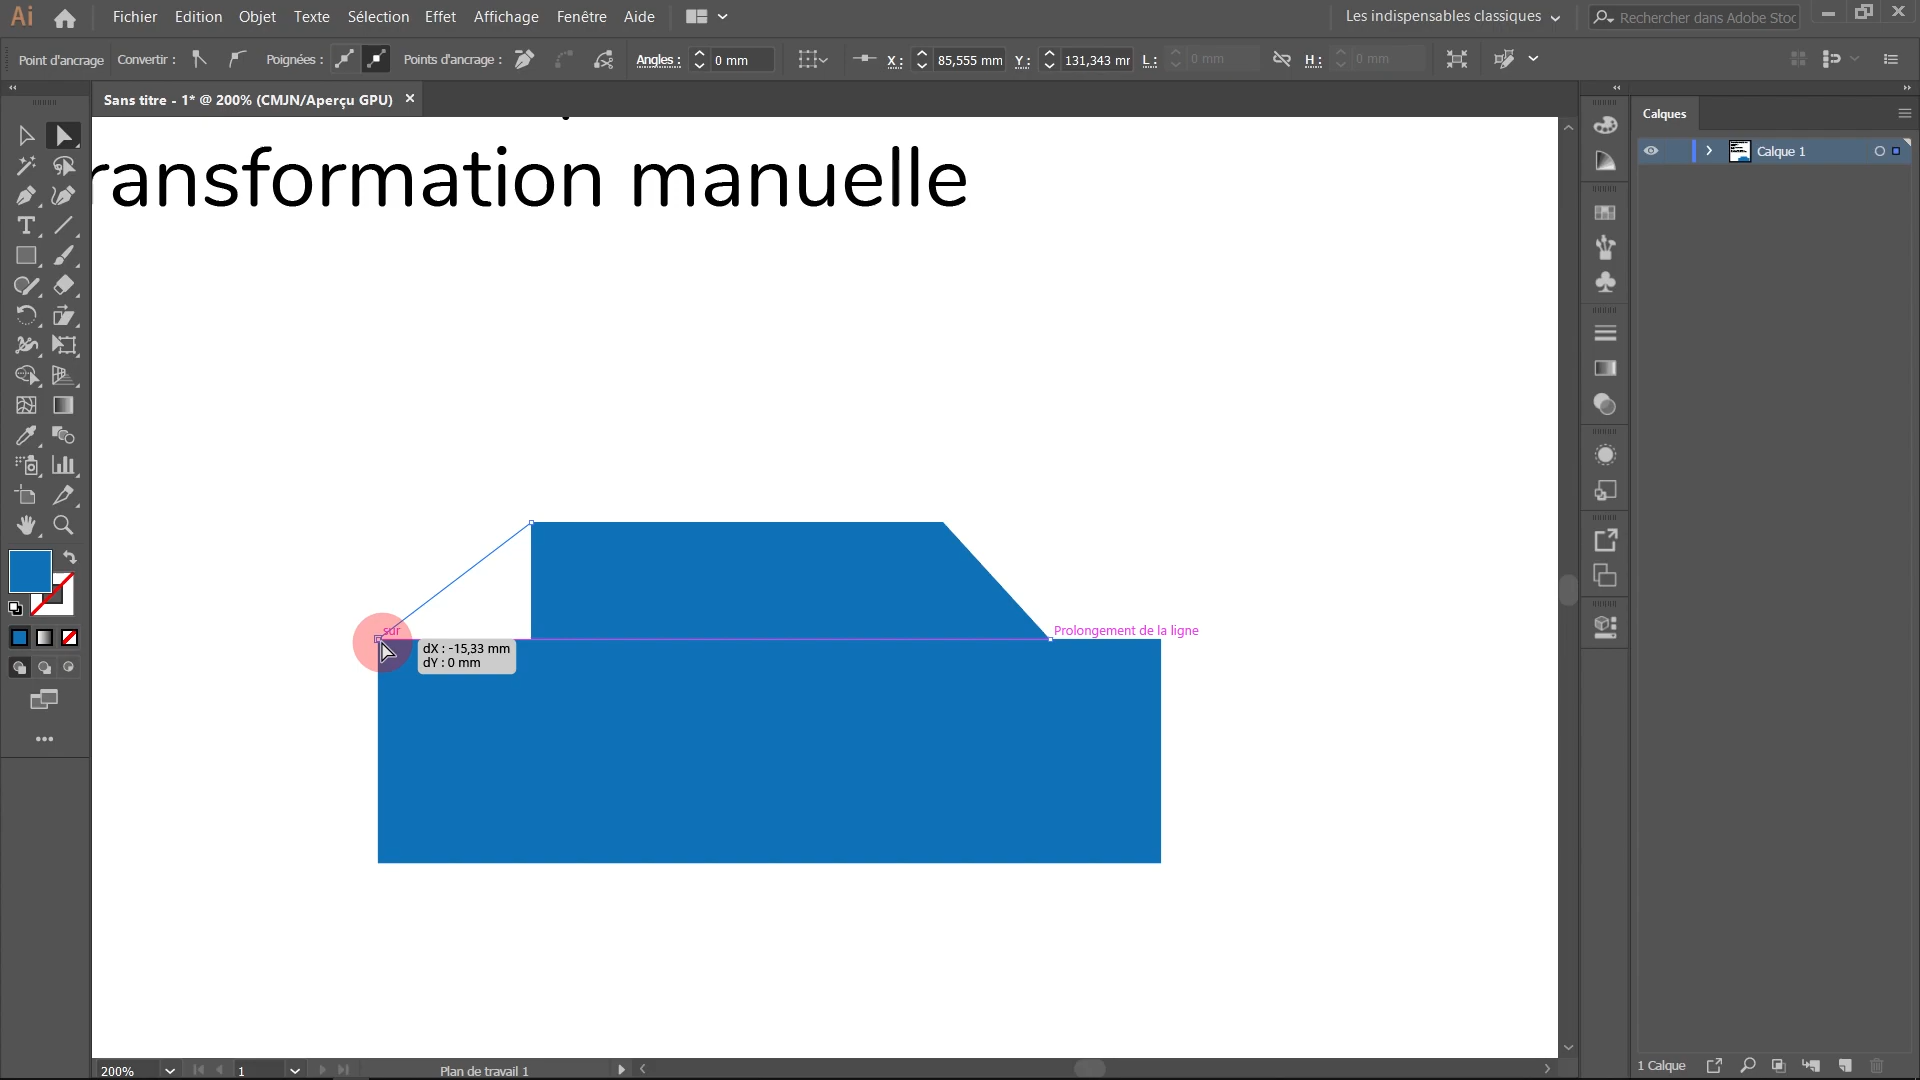 Ai
Fichier Edition Objet Texte Sélection Effet Affichage Fenêtre Aide
Les indispensables classiques
Rechercher dans Adobe Stoc
Point d'ancrage
Convertir :
Poignées :
Points d'ancrage :
Angles :
0 mm
X :
85,555 mm
Y :
131,343 mr
L :
0 mm
H :
0 mm
Sans titre - 1* @ 200% (CMJN/Aperçu GPU)
Calques
Calque 1
ransformation manuelle
sur
Prolongement de la ligne
dX : -15,33 mm
dY : 0 mm
200%
1
Plan de travail 1
1 Calque